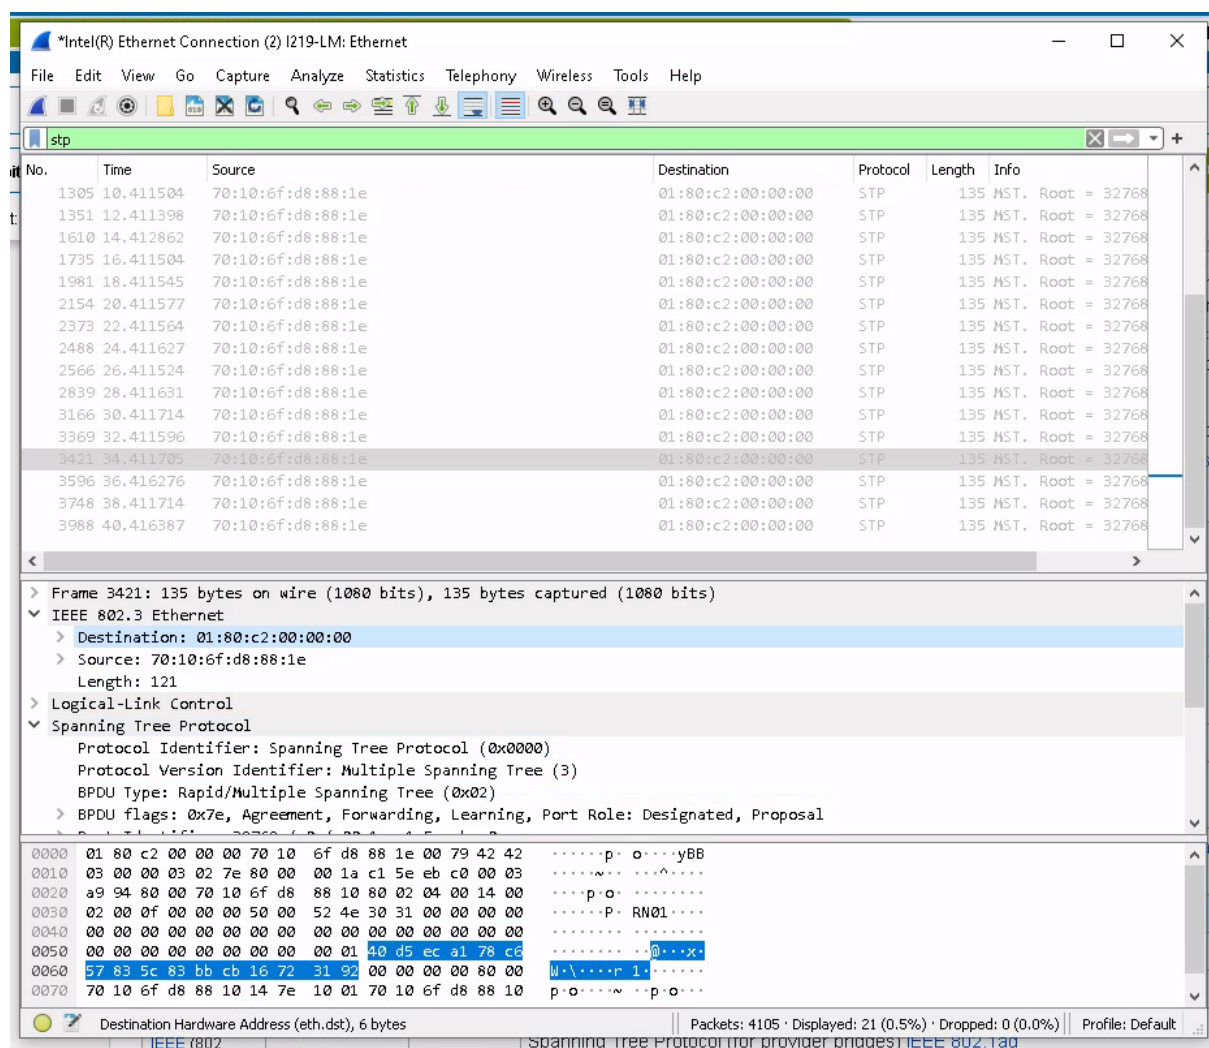 *Intel(R) Ethernet Connection (2) I219-LM: Ethernet
File Edit View Go Capture Analyze Statistics Telephony Wireless Tools Help
stp
No. Time Source Destination Protocol Length Info
1305 10.411504 70:10:6f:d8:88:1e 01:80:c2:00:00:00 STP 135 MST. Root = 32768
1351 12.411398 70:10:6f:d8:88:1e 01:80:c2:00:00:00 STP 135 MST. Root = 32768
1610 14.412862 70:10:6f:d8:88:1e 01:80:c2:00:00:00 STP 135 MST. Root = 32768
1735 16.411504 70:10:6f:d8:88:1e 01:80:c2:00:00:00 STP 135 MST. Root = 32768
1981 18.411545 70:10:6f:d8:88:1e 01:80:c2:00:00:00 STP 135 MST. Root = 32768
2154 20.411577 70:10:6f:d8:88:1e 01:80:c2:00:00:00 STP 135 MST. Root = 32768
2373 22.411564 70:10:6f:d8:88:1e 01:80:c2:00:00:00 STP 135 MST. Root = 32768
2488 24.411627 70:10:6f:d8:88:1e 01:80:c2:00:00:00 STP 135 MST. Root = 32768
2566 26.411524 70:10:6f:d8:88:1e 01:80:c2:00:00:00 STP 135 MST. Root = 32768
2839 28.411631 70:10:6f:d8:88:1e 01:80:c2:00:00:00 STP 135 MST. Root = 32768
3166 30.411714 70:10:6f:d8:88:1e 01:80:c2:00:00:00 STP 135 MST. Root = 32768
3369 32.411596 70:10:6f:d8:88:1e 01:80:c2:00:00:00 STP 135 MST. Root = 32768
3421 34.411705 70:10:6f:d8:88:1e 01:80:c2:00:00:00 STP 135 MST. Root = 32768
3596 36.416276 70:10:6f:d8:88:1e 01:80:c2:00:00:00 STP 135 MST. Root = 32768
3748 38.411714 70:10:6f:d8:88:1e 01:80:c2:00:00:00 STP 135 MST. Root = 32768
3988 40.416387 70:10:6f:d8:88:1e 01:80:c2:00:00:00 STP 135 MST. Root = 32768
Frame 3421: 135 bytes on wire (1080 bits), 135 bytes captured (1080 bits)
IEEE 802.3 Ethernet
Destination: 01:80:c2:00:00:00
Source: 70:10:6f:d8:88:1e
Length: 121
Logical-Link Control
Spanning Tree Protocol
Protocol Identifier: Spanning Tree Protocol (0x0000)
Protocol Version Identifier: Multiple Spanning Tree (3)
BPDU Type: Rapid/Multiple Spanning Tree (0x02)
BPDU flags: 0x7e, Agreement, Forwarding, Learning, Port Role: Designated, Proposal
0000 01 80 c2 00 00 00 70 10 6f d8 88 1e 00 79 42 42 ······p· o····yBB
0010 03 00 00 03 02 7e 80 00 00 1a c1 5e eb c0 00 03 ·····~·· ···^····
0020 a9 94 80 00 70 10 6f d8 88 10 80 02 04 00 14 00 ····p·o· ········
0030 02 00 0f 00 00 00 50 00 52 4e 30 31 00 00 00 00 ······P· RN01····
0040 00 00 00 00 00 00 00 00 00 00 00 00 00 00 00 00 ········ ········
0050 00 00 00 00 00 00 00 00 00 01 40 d5 ec a1 78 c6 ········ ··@···x·
0060 57 83 5c 83 bb cb 16 72 31 92 00 00 00 00 80 00 W·\····r 1·······
0070 70 10 6f d8 88 10 14 7e 10 01 70 10 6f d8 88 10 p·o····~ ··p·o···
Destination Hardware Address (eth.dst), 6 bytes Packets: 4105 · Displayed: 21 (0.5%) · Dropped: 0 (0.0%) Profile: Default
IEEE (802 Spanning Tree Protocol (for provider bridges) IEEE 802.1ad